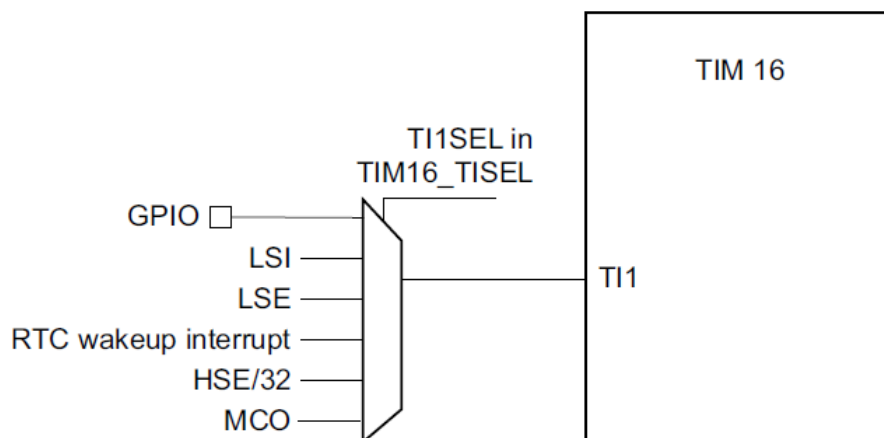 TIM 16
TI1SEL in
TIM16_TISEL
GPIO
LSI
TI1
LSE
RTC wakeup interrupt
HSE/32
MCO